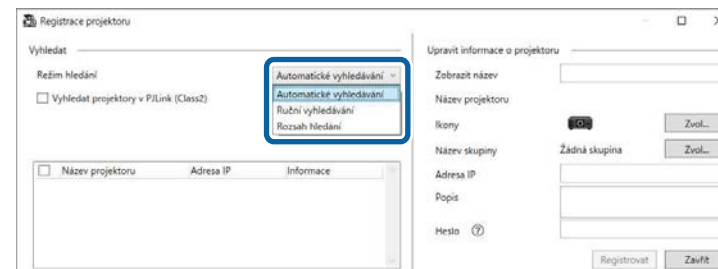 Registrace projektoru
Vyhledat
Režim hledání
Automatické vyhledávání
Automatické vyhledávání
Ruční vyhledávání
Rozsah hledání
Vyhledat projektory v PJLink (Class2)
Název projektoru Adresa IP Informace
Upravit informace o projektoru
Zobrazit název
Název projektoru
Ikony Zvol...
Název skupiny Žádná skupina Zvol...
Adresa IP
Popis
Heslo ?
Registrovat Zavřít